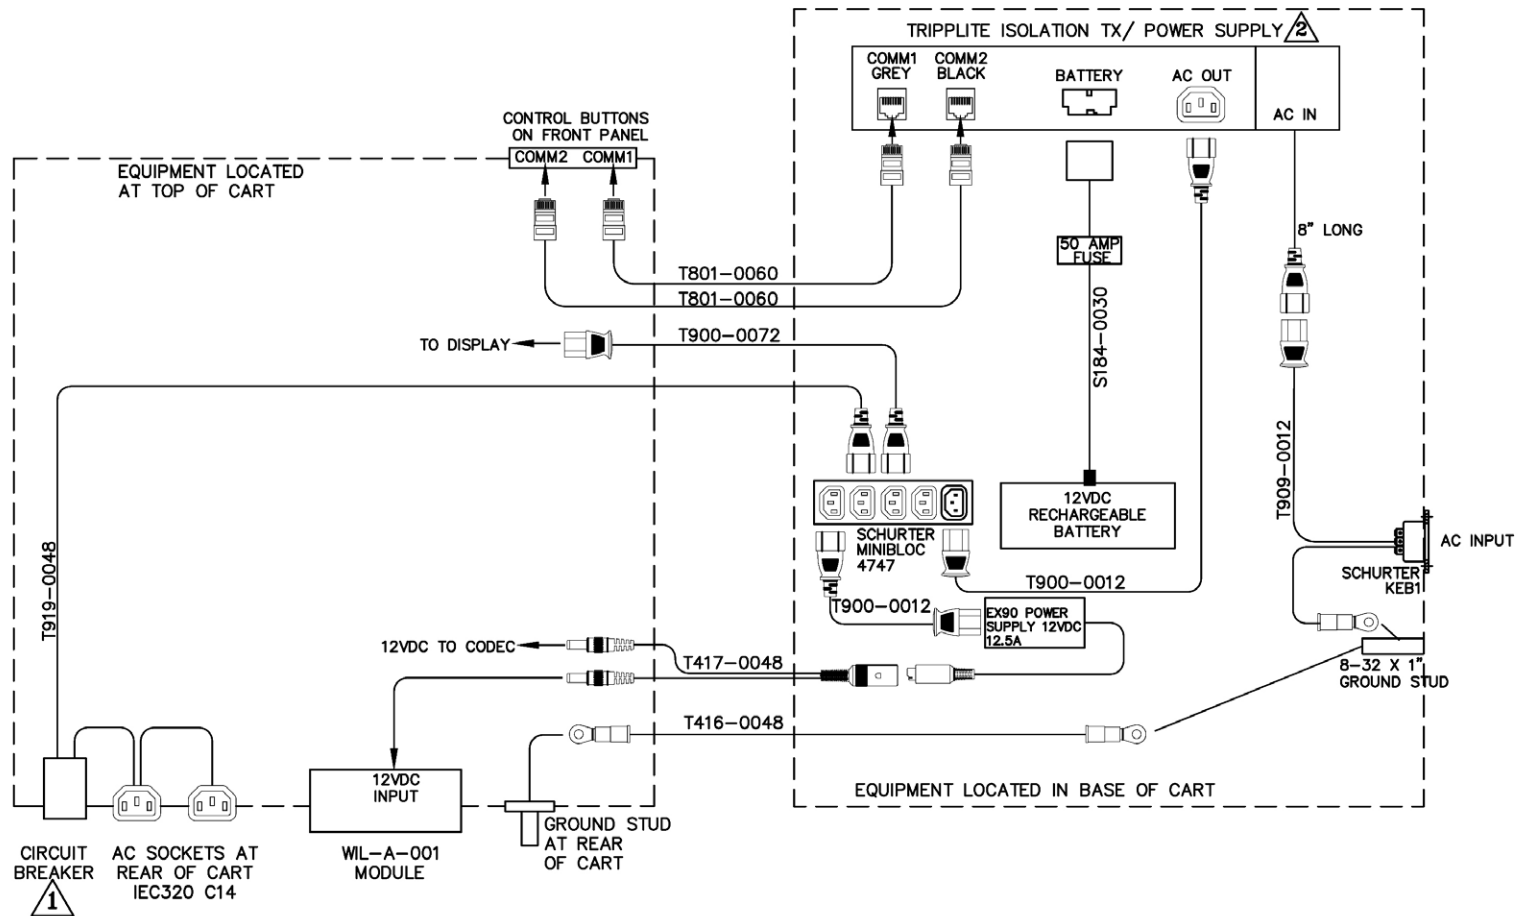 TRIPPLITE ISOLATION TX/ POWER SUPPLY
2
COMM1
GREY
COMM2
BLACK
BATTERY
AC OUT
AC IN
CONTROL BUTTONS
ON FRONT PANEL
COMM2 COMM1
EQUIPMENT LOCATED
AT TOP OF CART
8" LONG
50 AMP
FUSE
T801-0060
T801-0060
T900-0072
TO DISPLAY
S184-0030
T909-0012
12VDC
RECHARGEABLE
BATTERY
SCHURTER
MINIBLOC
4747
AC INPUT
SCHURTER
KEB1
T919-0048
T900-0012
T900-0012
EX90 POWER
SUPPLY 12VDC
12.5A
12VDC TO CODEC
T417-0048
8-32 X 1"
GROUND STUD
T416-0048
12VDC
INPUT
EQUIPMENT LOCATED IN BASE OF CART
GROUND STUD
AT REAR
OF CART
CIRCUIT
BREAKER
1
AC SOCKETS AT
REAR OF CART
IEC320 C14
WIL-A-001
MODULE